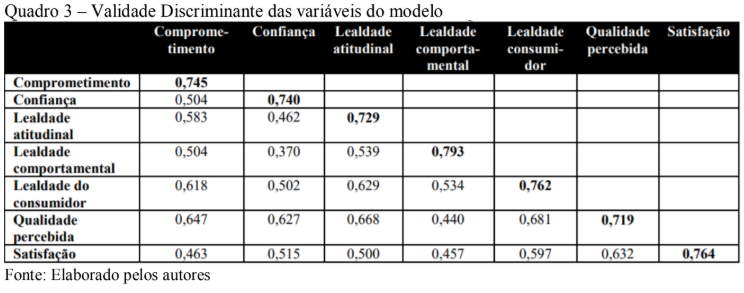 Quadro 3 – Validade Discriminante das variáveis do modelo
Comprome- Confiança Lealdade Lealdade Lealdade Qualidade Satisfação
timento atitudinal comporta- consumi- percebida
mental dor
Comprometimento 0,745
Confiança 0,504 0,740
Lealdade 0,583 0,462 0,729
atitudinal
Lealdade 0,504 0,370 0,539 0,793
comportamental
Lealdade do 0,618 0,502 0,629 0,534 0,762
consumidor
Qualidade 0,647 0,627 0,668 0,440 0,681 0,719
percebida
Satisfação 0,463 0,515 0,500 0,457 0,597 0,632 0,764
Fonte: Elaborado pelos autores